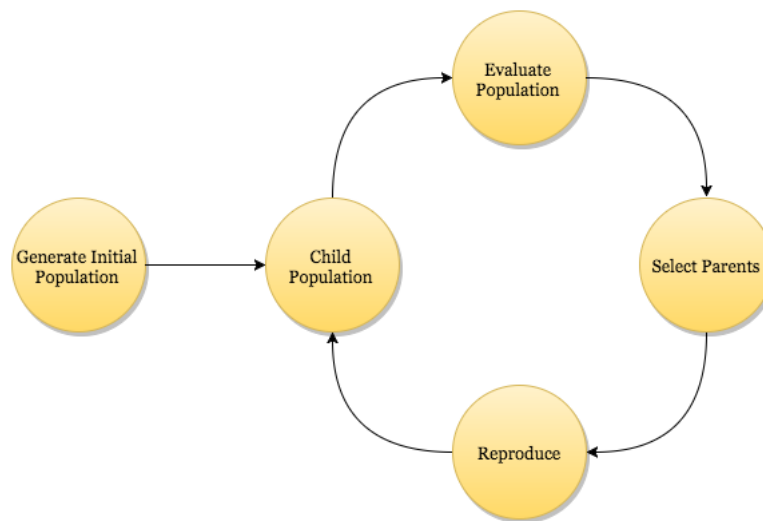 Evaluate
Population
Generate Initial
Population
Child
Population
Select Parents
Reproduce